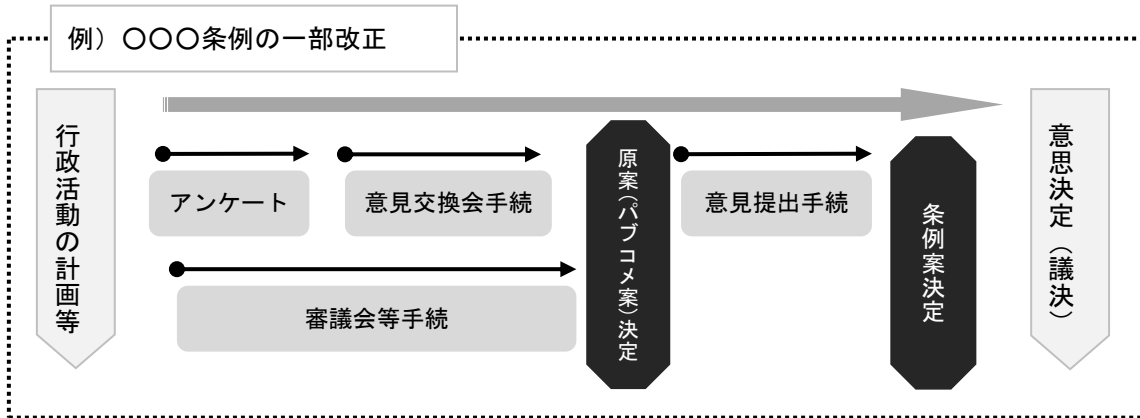 例）〇〇〇条例の一部改正
行政活動の計画等
アンケート
意見交換会手続
審議会等手続
原案（パブコメ案）決定
意見提出手続
条例案決定
意思決定（議決）